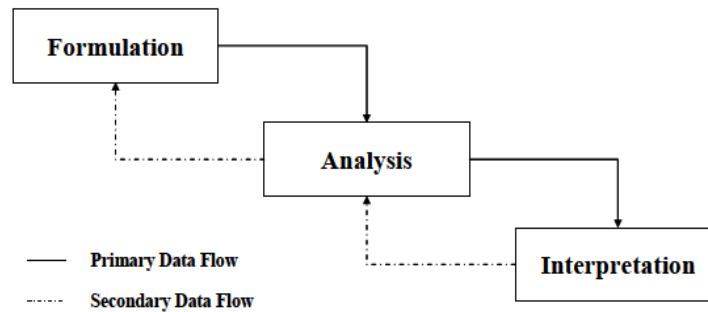 Formulation
Analysis
Interpretation
Primary Data Flow
Secondary Data Flow